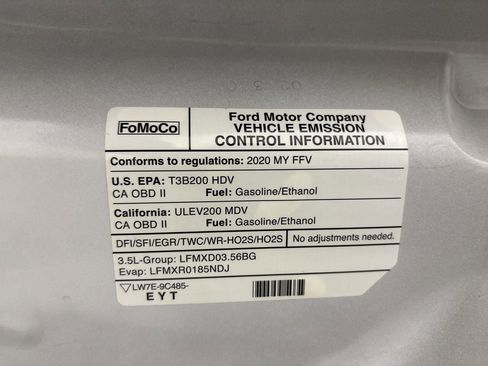 FoMoCo
Ford Motor Company
VEHICLE EMISSION
CONTROL INFORMATION
Conforms to regulations: 2020 MY FFV
U.S. EPA: T3B200 HDV
CA OBD II Fuel: Gasoline/Ethanol
California: ULEV200 MDV
CA OBD II Fuel: Gasoline/Ethanol
DFI/SFI/EGR/TWC/WR-HO2S/HO2S No adjustments needed.
3.5L-Group: LFMXD03.56BG
Evap: LFMXR0185NDJ
LW7E-9C485-
EYT